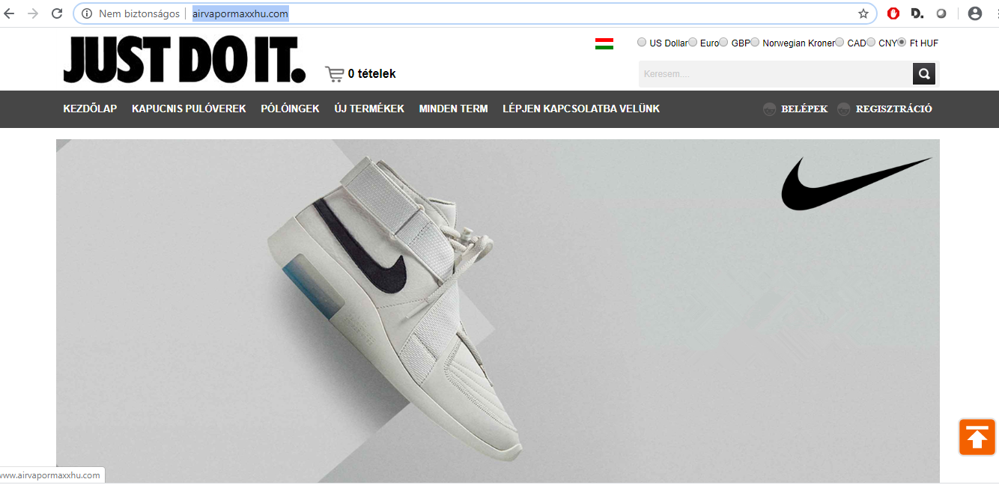 Nem biztonságos airvapormaxxhu.com
JUST DO IT.
0 tételek
US Dollar Euro GBP Norwegian Kroner CAD CNY Ft HUF
Keresem....
KEZDŐLAP KAPUCNIS PULÓVEREK PÓLÓINGEK ÚJ TERMÉKEK MINDEN TERM LÉPJEN KAPCSOLATBA VELÜNK BELÉPEK REGISZTRÁCIÓ
www.airvapormaxxhu.com